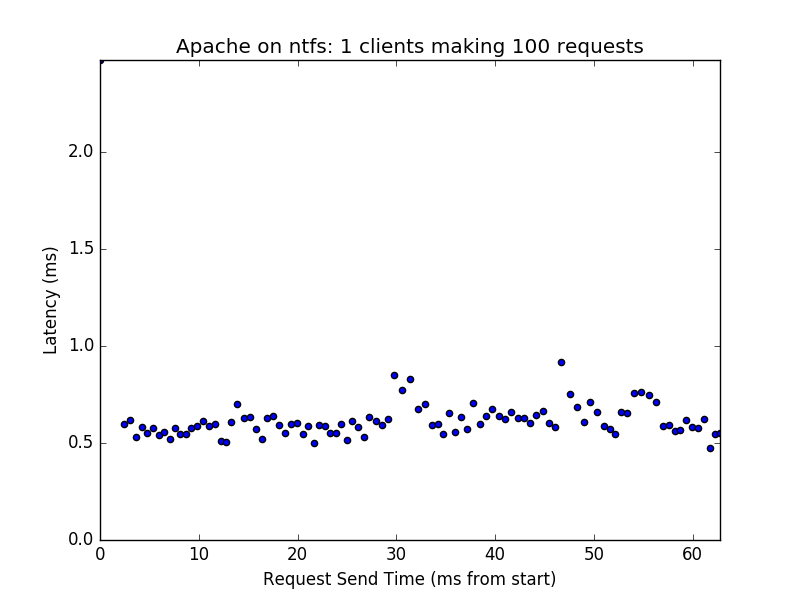 Apache on ntfs: 1 clients making 100 requests
2.0
1.5
1.0
0.5
0.0
Latency (ms)
0 10 20 30 40 50 60
Request Send Time (ms from start)